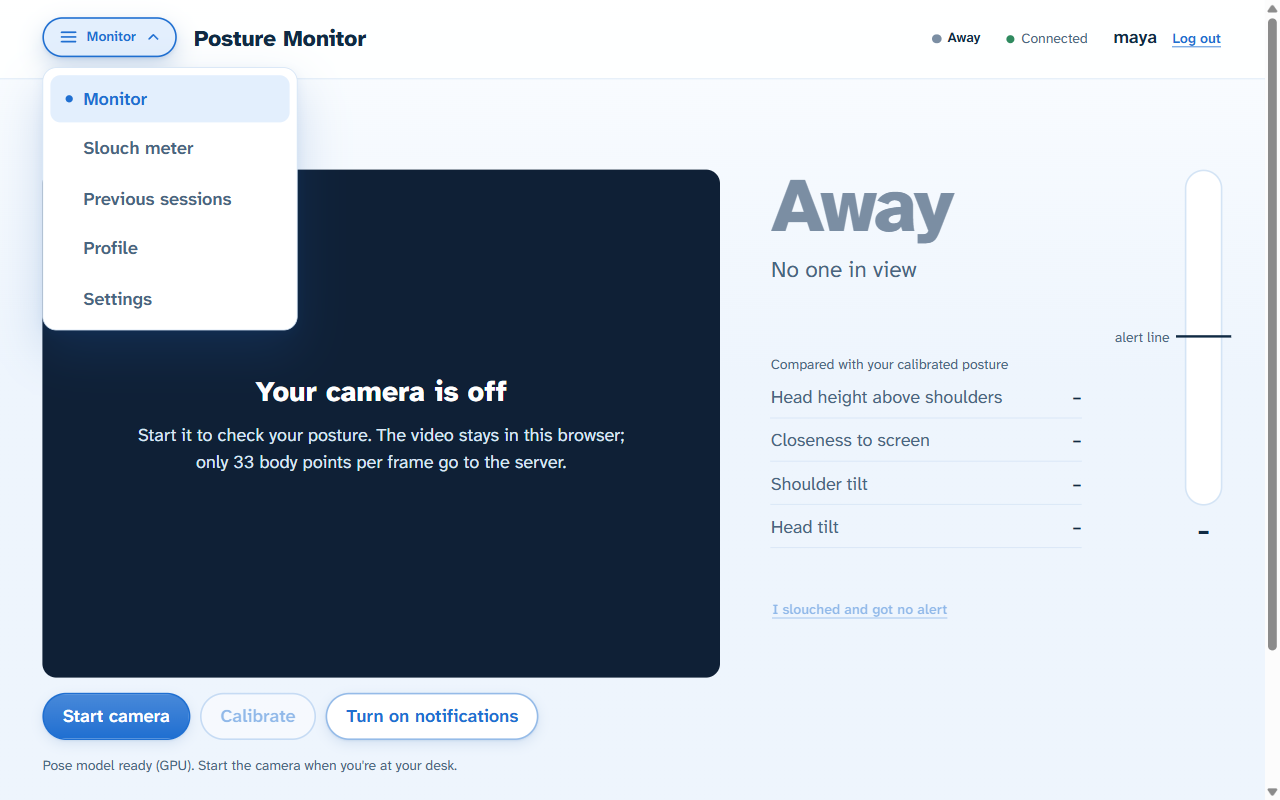 Monitor
Posture Monitor
Away
Connected
maya
Log out
Monitor
Slouch meter
Previous sessions
Profile
Settings
Your camera is off
Start it to check your posture. The video stays in this browser;
only 33 body points per frame go to the server.
Away
No one in view
alert line
Compared with your calibrated posture
Head height above shoulders –
Closeness to screen –
Shoulder tilt –
Head tilt –
–
I slouched and got no alert
Start camera
Calibrate
Turn on notifications
Pose model ready (GPU). Start the camera when you're at your desk.